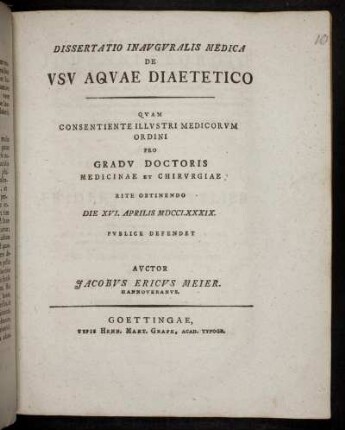 10
DISSERTATIO INAVGVRALIS MEDICA
DE
VSV AQVAE DIAETETICO
QVAM
CONSENTIENTE ILLVSTRI MEDICORVM
ORDINI
PRO
GRADV DOCTORIS
MEDICINAE ET CHIRVRGIAE
RITE OBTINENDO
DIE XVI. APRILIS MDCCLXXXIX.
PVBLICE DEFENDET
AVCTOR
JACOBVS ERICVS MEIER.
HANNOVERANVS.
GOETTINGAE,
TYPIS HENR. MART. GRAPE, ACAD. TYPOGR.